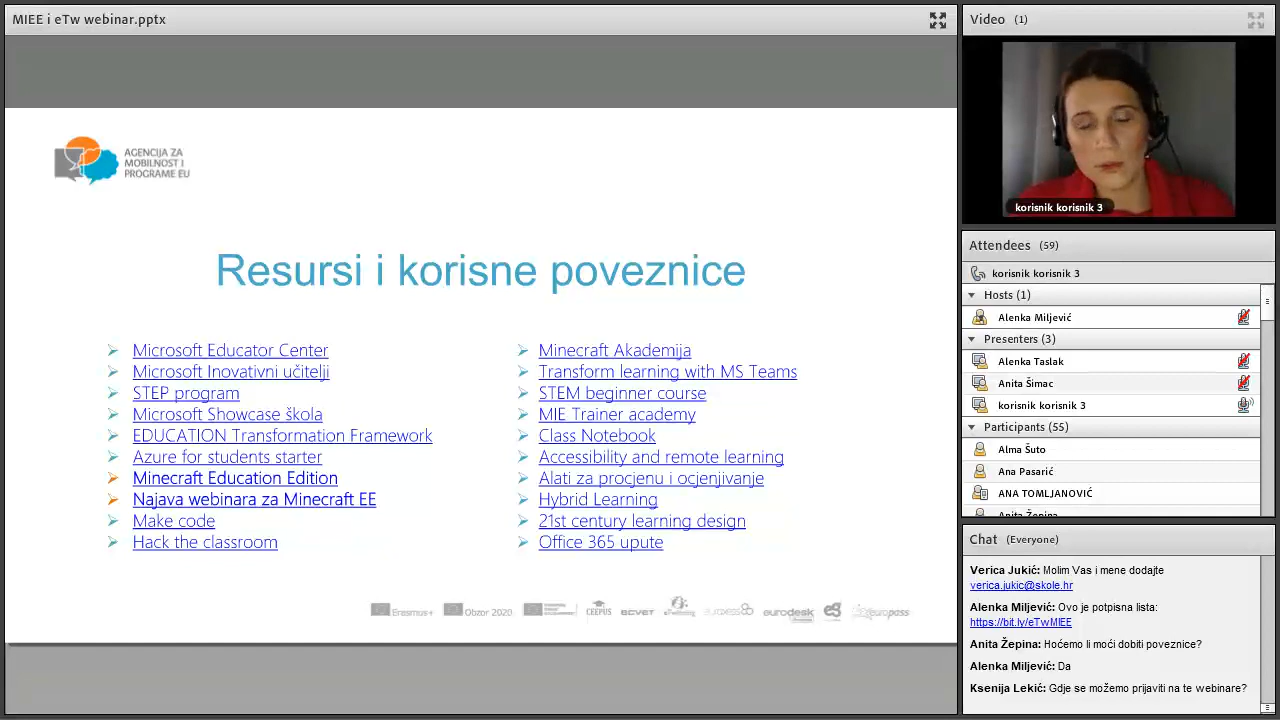 MIEE i eTw webinar.pptx
AGENCIJA ZA
MOBILNOST I
PROGRAME EU
Resursi i korisne poveznice
Microsoft Educator Center
Microsoft Inovativni učitelji
STEP program
Microsoft Showcase škola
EDUCATION Transformation Framework
Azure for students starter
Minecraft Education Edition
Najava webinara za Minecraft EE
Make code
Hack the classroom
Minecraft Akademija
Transform learning with MS Teams
STEM beginner course
MIE Trainer academy
Class Notebook
Accessibility and remote learning
Alati za procjenu i ocjenjivanje
Hybrid Learning
21st century learning design
Office 365 upute
Erasmus+ Obzor 2020 CEEPUS ECVET euraxess eurodesk europass
Video (1)
korisnik korisnik 3
Attendees (59)
korisnik korisnik 3
Hosts (1)
Alenka Miljević
Presenters (3)
Alenka Taslak
Anita Šimac
korisnik korisnik 3
Participants (55)
Alma Šuto
Ana Pasarić
ANA TOMLJANOVIĆ
Anita Žepina
Chat (Everyone)
Verica Jukić: Molim Vas i mene dodajte
verica.jukic@skole.hr
Alenka Miljević: Ovo je potpisna lista:
https://bit.ly/eTwMIEE
Anita Žepina: Hoćemo li moći dobiti poveznice?
Alenka Miljević: Da
Ksenija Lekić: Gdje se možemo prijaviti na te webinare?